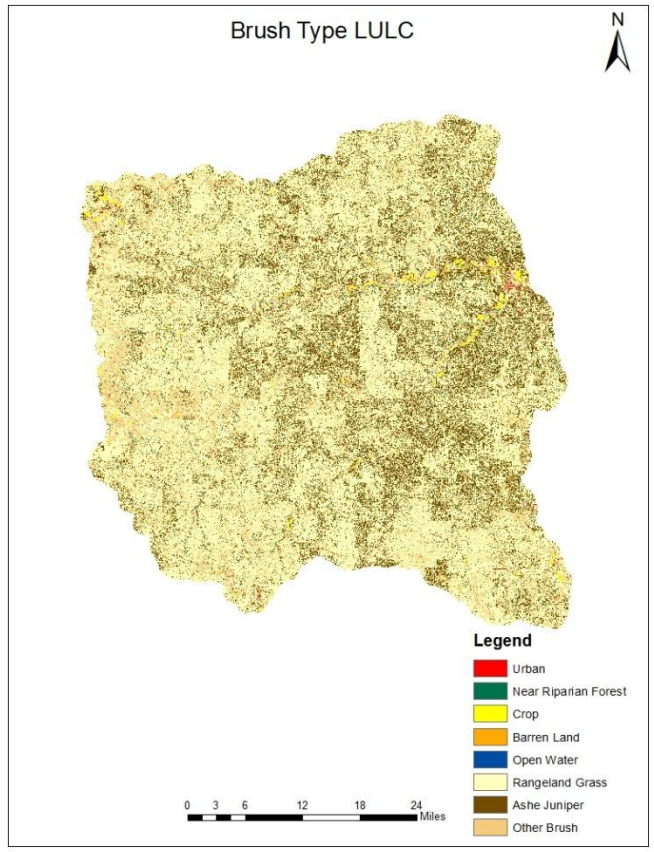 Brush Type LULC
N
Legend
Urban
Near Riparian Forest
Crop
Barren Land
Open Water
Rangeland Grass
Ashe Juniper
Other Brush
0 3 6 12 18 24
Miles